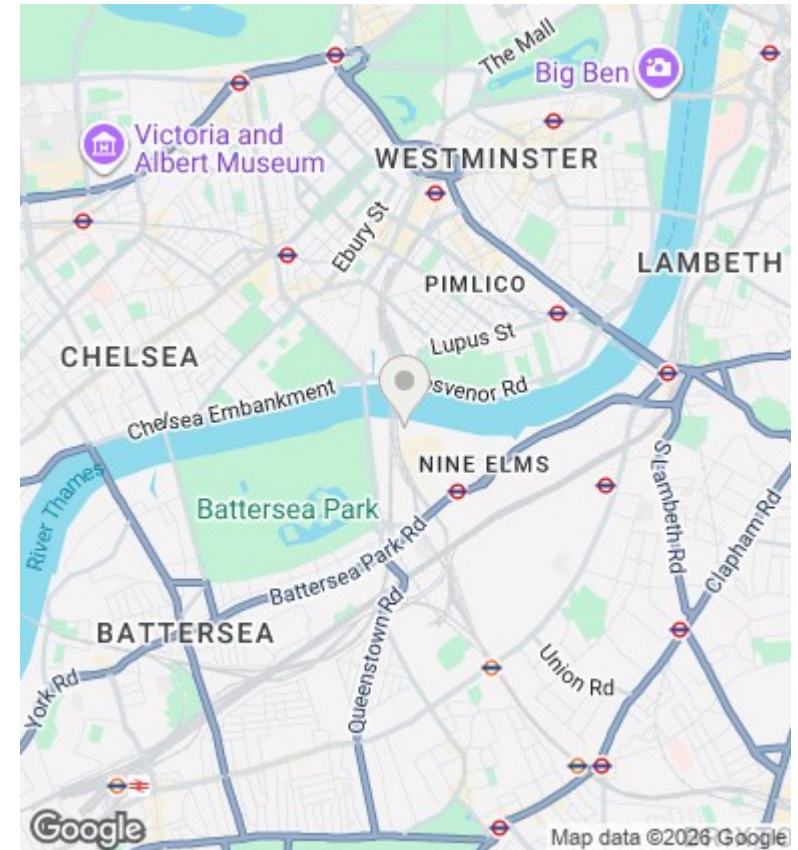 The Mall
Big Ben
Victoria and
Albert Museum
WESTMINSTER
Ebury St
LAMBETH
PIMLICO
Lupus St
CHELSEA
svenor Rd
Chelsea Embankment
NINE ELMS
S Lambeth Rd
River Thames
Battersea Park
Clapham Rd
Battersea Park Rd
BATTERSEA
Queenstown Rd
Union Rd
York Rd
Google
Map data ©2026 Google